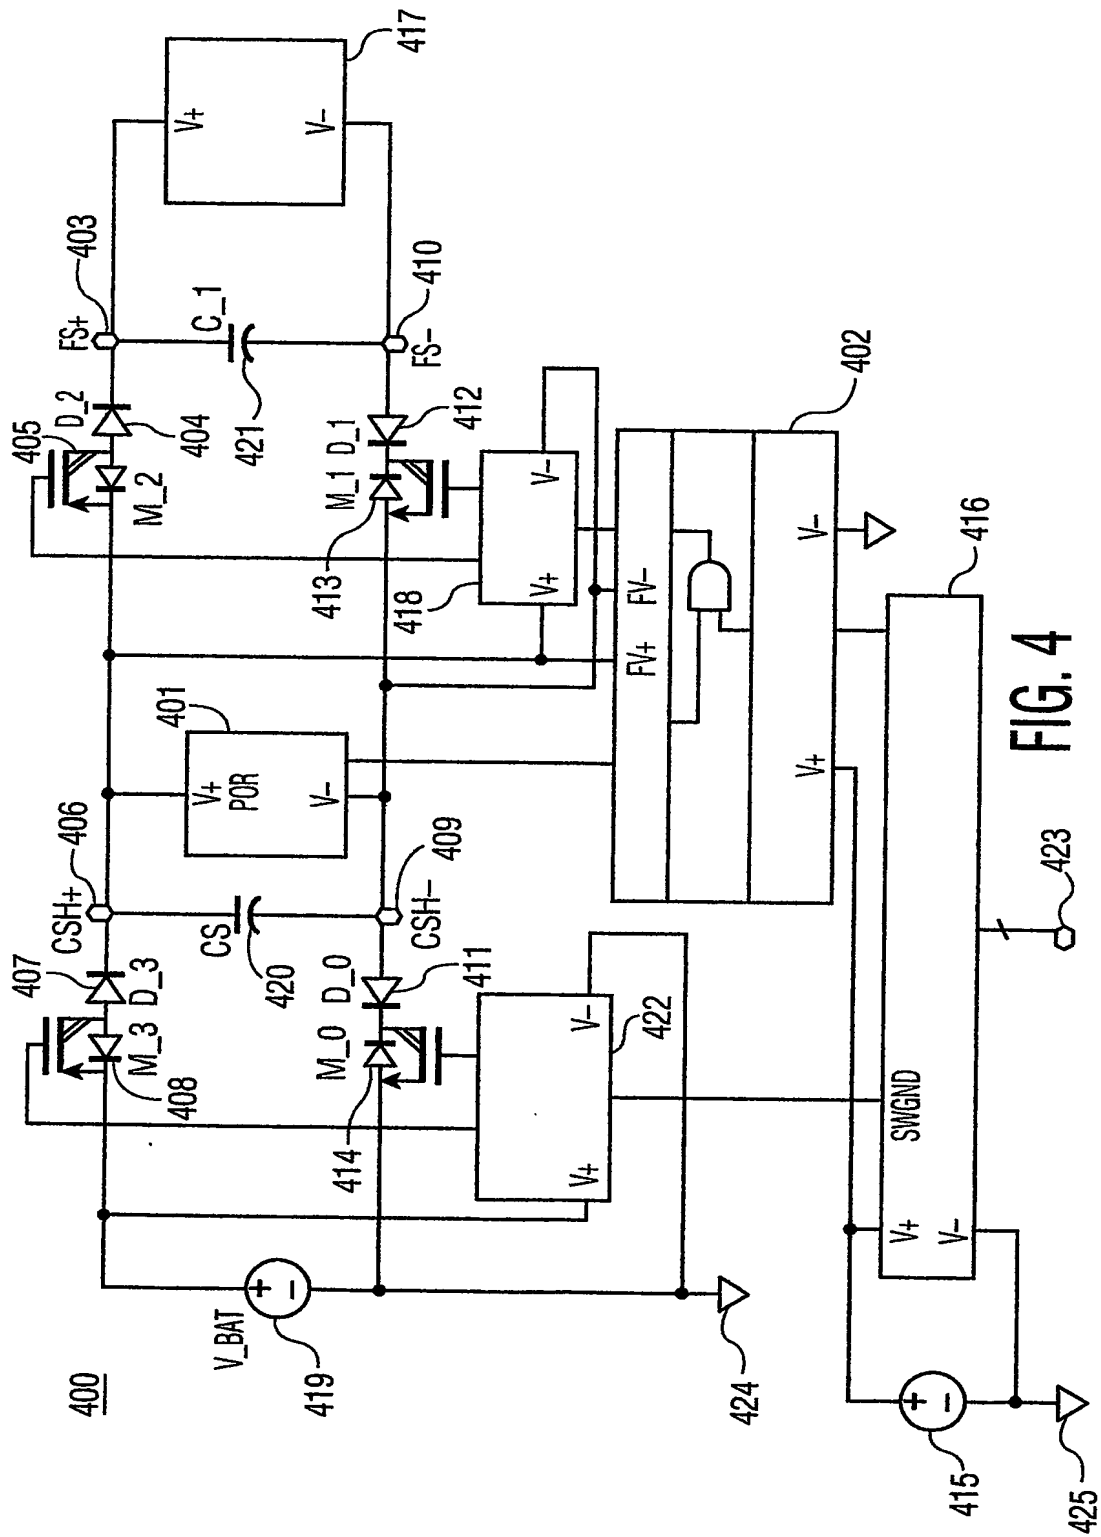 400
V_BAT
+
−
419
424
407
M_3
D_3
408
CSH+
406
CS
420
M_0
D_0
414
411
CSH−
409
V+
V−
422
401
V+
POR
V−
405
D_2
M_2
404
FS+
403
C_1
421
M_1
D_1
413
412
FS−
410
V+
V−
417
418
V+
V−
FV+
FV−
402
V+
V−
SWGND
V+
V−
416
423
+
−
415
425
FIG. 4